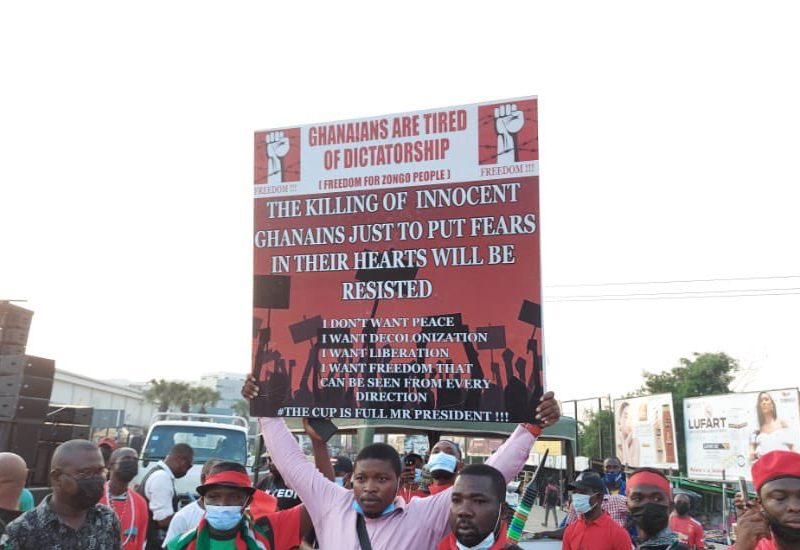 GHANAIANS ARE TIRED
OF DICTATORSHIP
( FREEDOM FOR ZONGO PEOPLE )
FREEDOM !!!
FREEDOM !!!
THE KILLING OF INNOCENT
GHANAINS JUST TO PUT FEARS
IN THEIR HEARTS WILL BE
RESISTED
I DON'T WANT PEACE
I WANT DECOLONIZATION
I WANT LIBERATION
I WANT FREEDOM THAT
CAN BE SEEN FROM EVERY
DIRECTION
#THE CUP IS FULL MR PRESIDENT !!!
LUFART